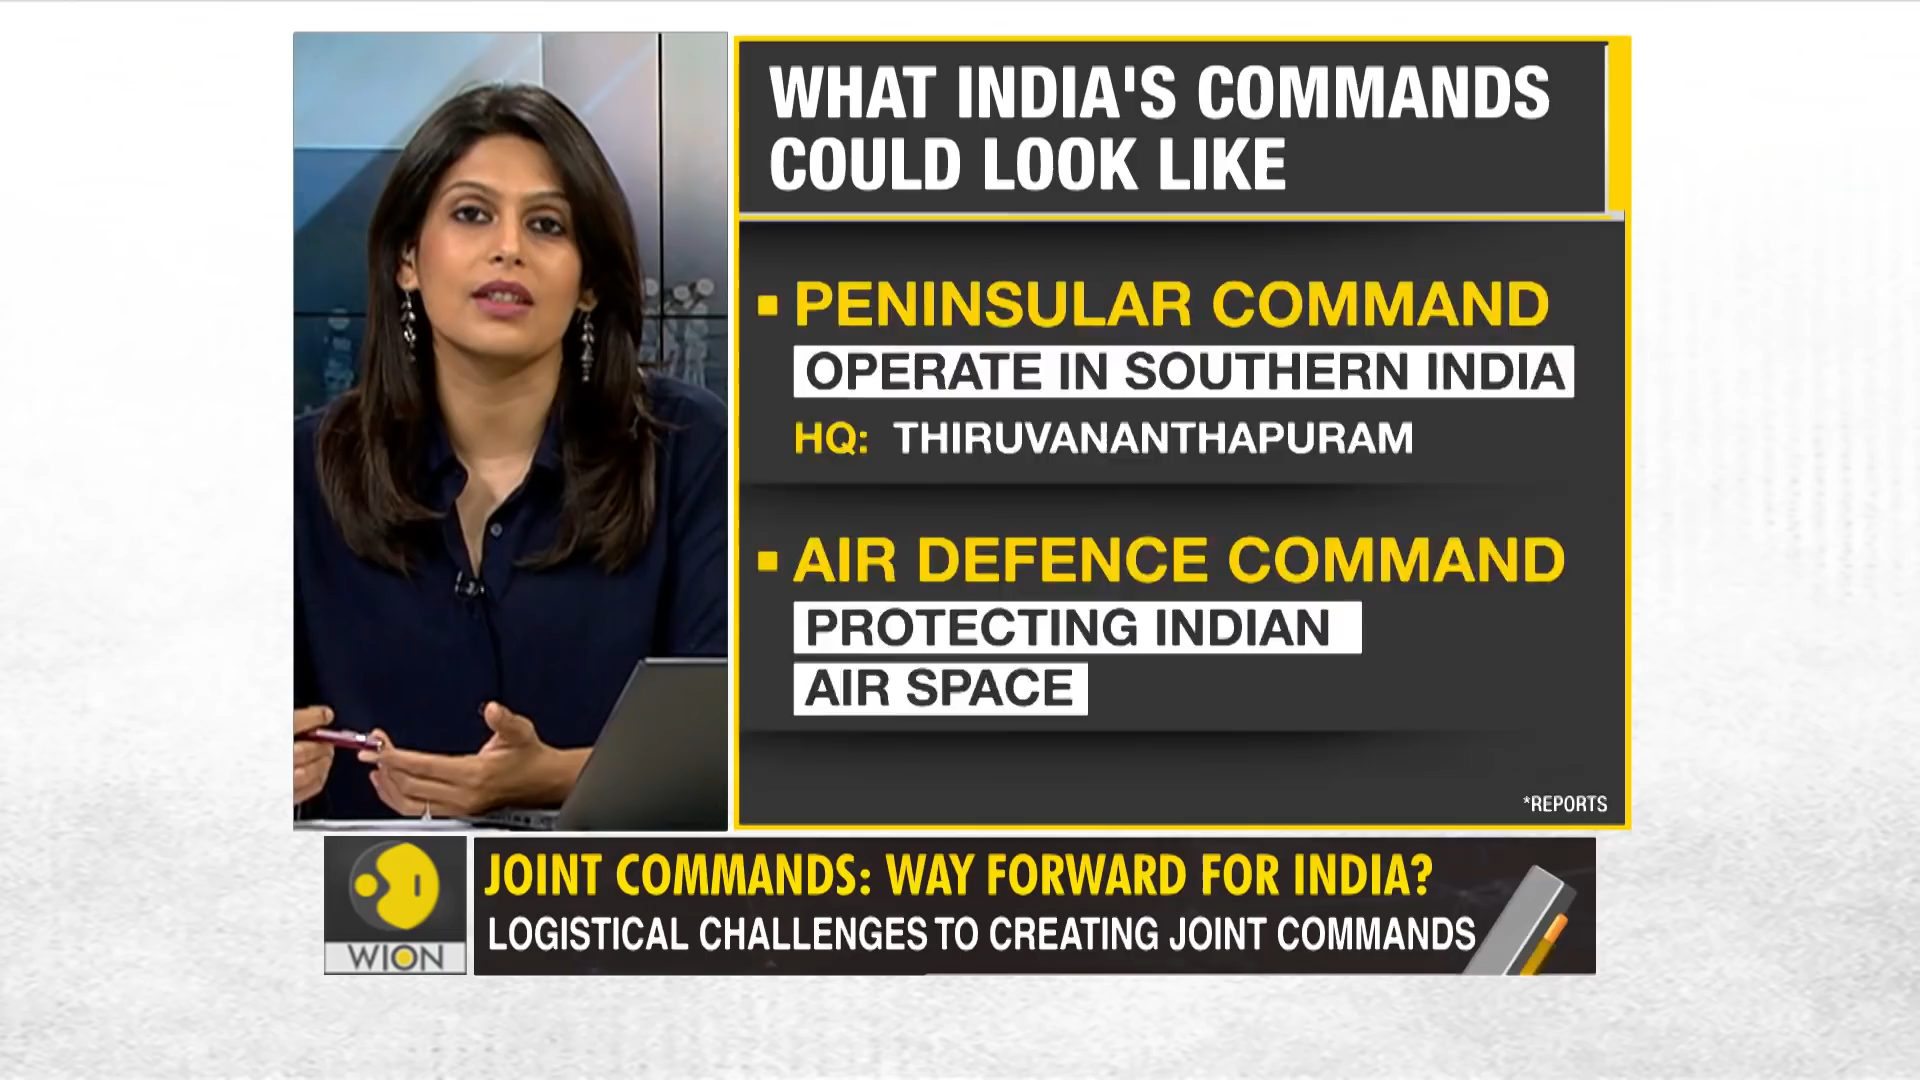 WHAT INDIA'S COMMANDS
COULD LOOK LIKE
PENINSULAR COMMAND
OPERATE IN SOUTHERN INDIA
HQ: THIRUVANANTHAPURAM
AIR DEFENCE COMMAND
PROTECTING INDIAN
AIR SPACE
*REPORTS
JOINT COMMANDS: WAY FORWARD FOR INDIA?
LOGISTICAL CHALLENGES TO CREATING JOINT COMMANDS
WION